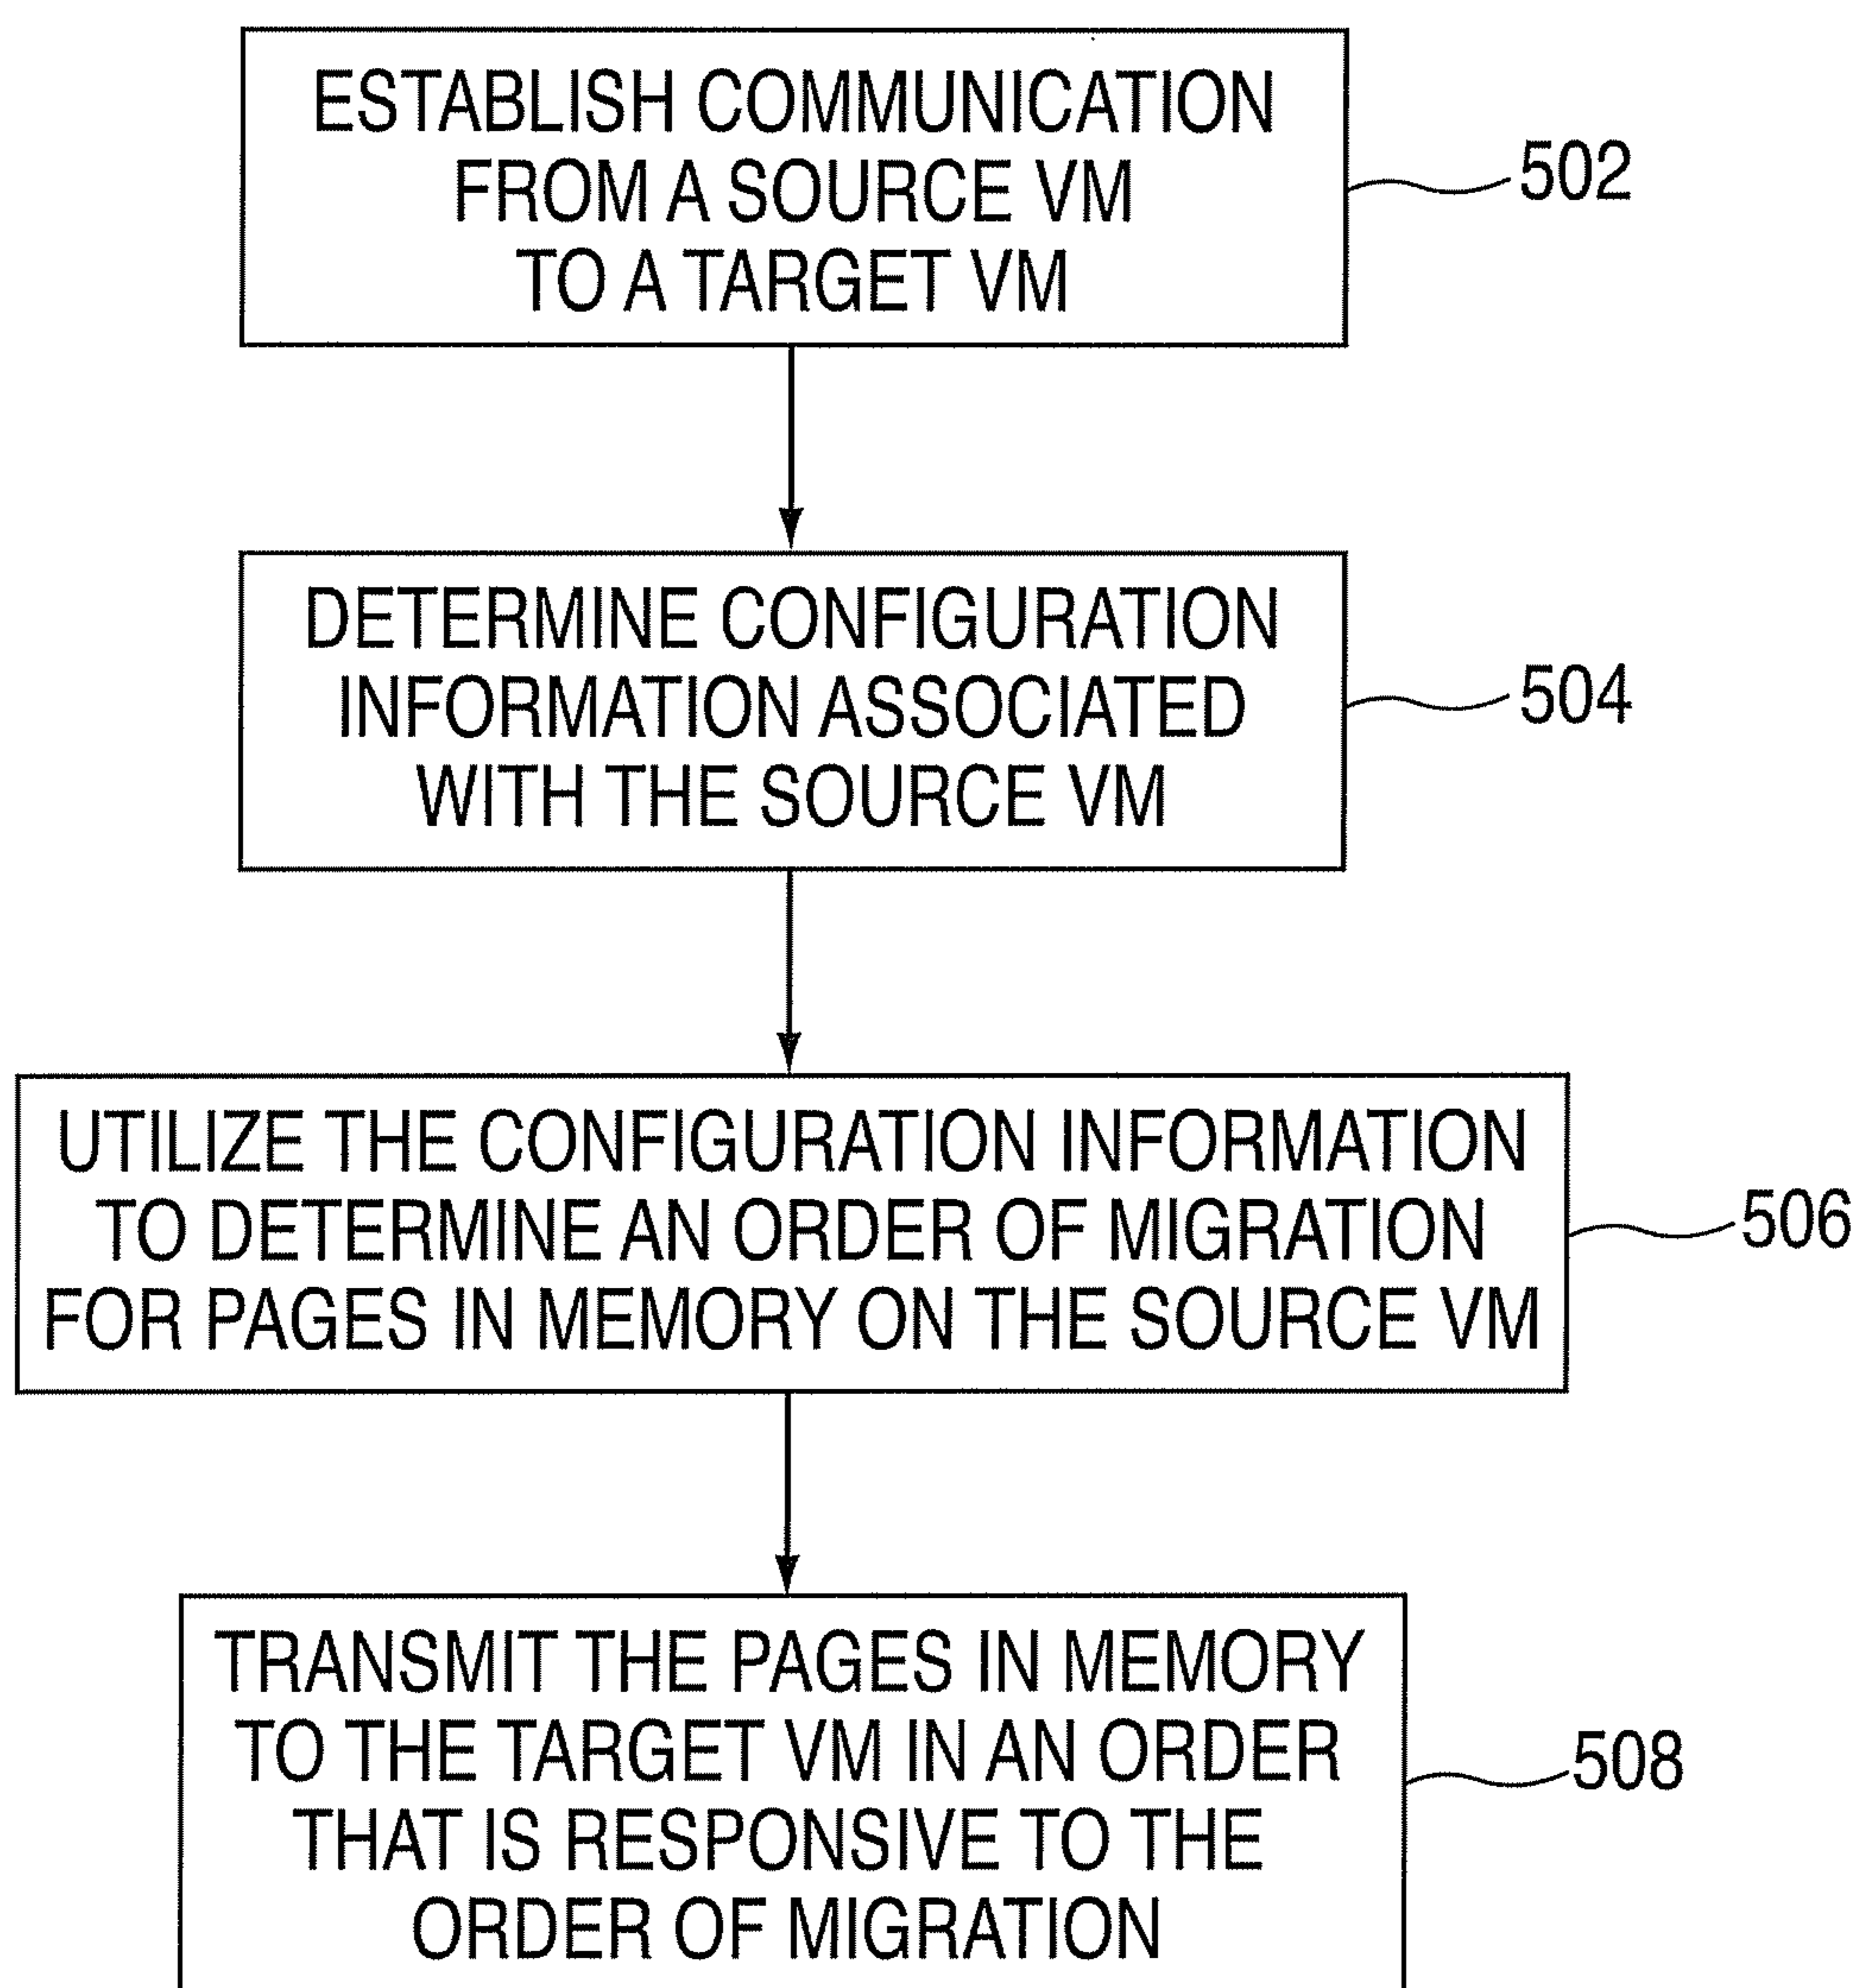 ESTABLISH COMMUNICATION
FROM A SOURCE VM
TO A TARGET VM
502
DETERMINE CONFIGURATION
INFORMATION ASSOCIATED
WITH THE SOURCE VM
504
UTILIZE THE CONFIGURATION INFORMATION
TO DETERMINE AN ORDER OF MIGRATION
FOR PAGES IN MEMORY ON THE SOURCE VM
506
TRANSMIT THE PAGES IN MEMORY
TO THE TARGET VM IN AN ORDER
THAT IS RESPONSIVE TO THE
ORDER OF MIGRATION
508